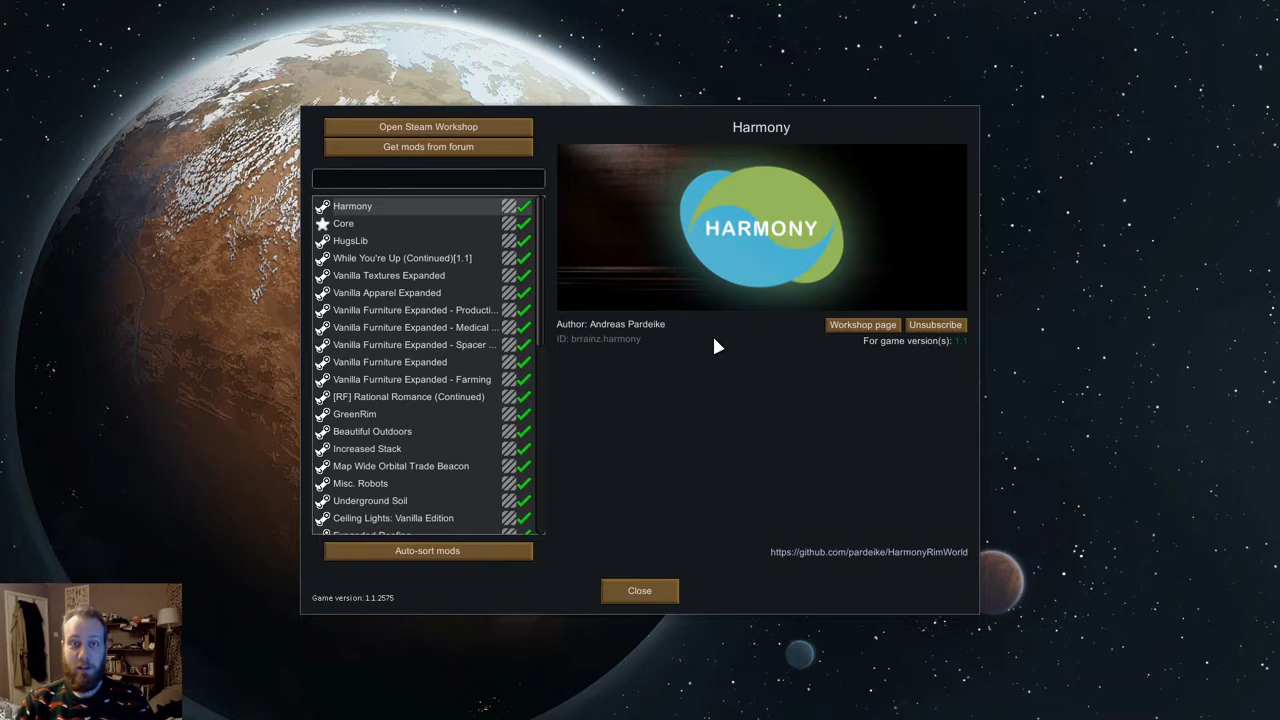 Open Steam Workshop
Get mods from forum
Harmony
Core
HugsLib
While You're Up (Continued)[1.1]
Vanilla Textures Expanded
Vanilla Apparel Expanded
Vanilla Furniture Expanded - Producti...
Vanilla Furniture Expanded - Medical ...
Vanilla Furniture Expanded - Spacer ...
Vanilla Furniture Expanded
Vanilla Furniture Expanded - Farming
[RF] Rational Romance (Continued)
GreenRim
Beautiful Outdoors
Increased Stack
Map Wide Orbital Trade Beacon
Misc. Robots
Underground Soil
Ceiling Lights: Vanilla Edition
Auto-sort mods
Game version: 1.1.2575
Harmony
HARMONY
Author: Andreas Pardeike
ID: brrainz.harmony
Workshop page
Unsubscribe
For game version(s): 1.1
https://github.com/pardeike/HarmonyRimWorld
Close